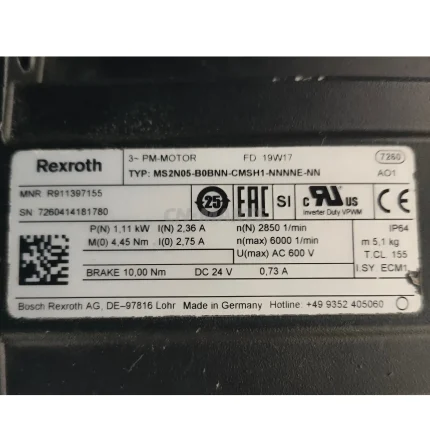 Rexroth
3~ PM-MOTOR FD 19W17 7260
TYP: MS2N05-B0BNN-CMSH1-NNNNE-NN AO1
MNR R911397155
SN 7260414181780
25 EAC SI c UR US CE
Inverter Duty VPWM
P(N) 1,11 kW I(N) 2,36 A n(N) 2850 1/min IP64
M(0) 4,45 Nm I(0) 2,75 A n(max) 6000 1/min m 5,1 kg
U(max) AC 600 V T.CL. 155
BRAKE 10,00 Nm DC 24 V 0,73 A I.SY. ECM1
Bosch Rexroth AG, DE-97816 Lohr Made in Germany Hotline: +49 9352 405060